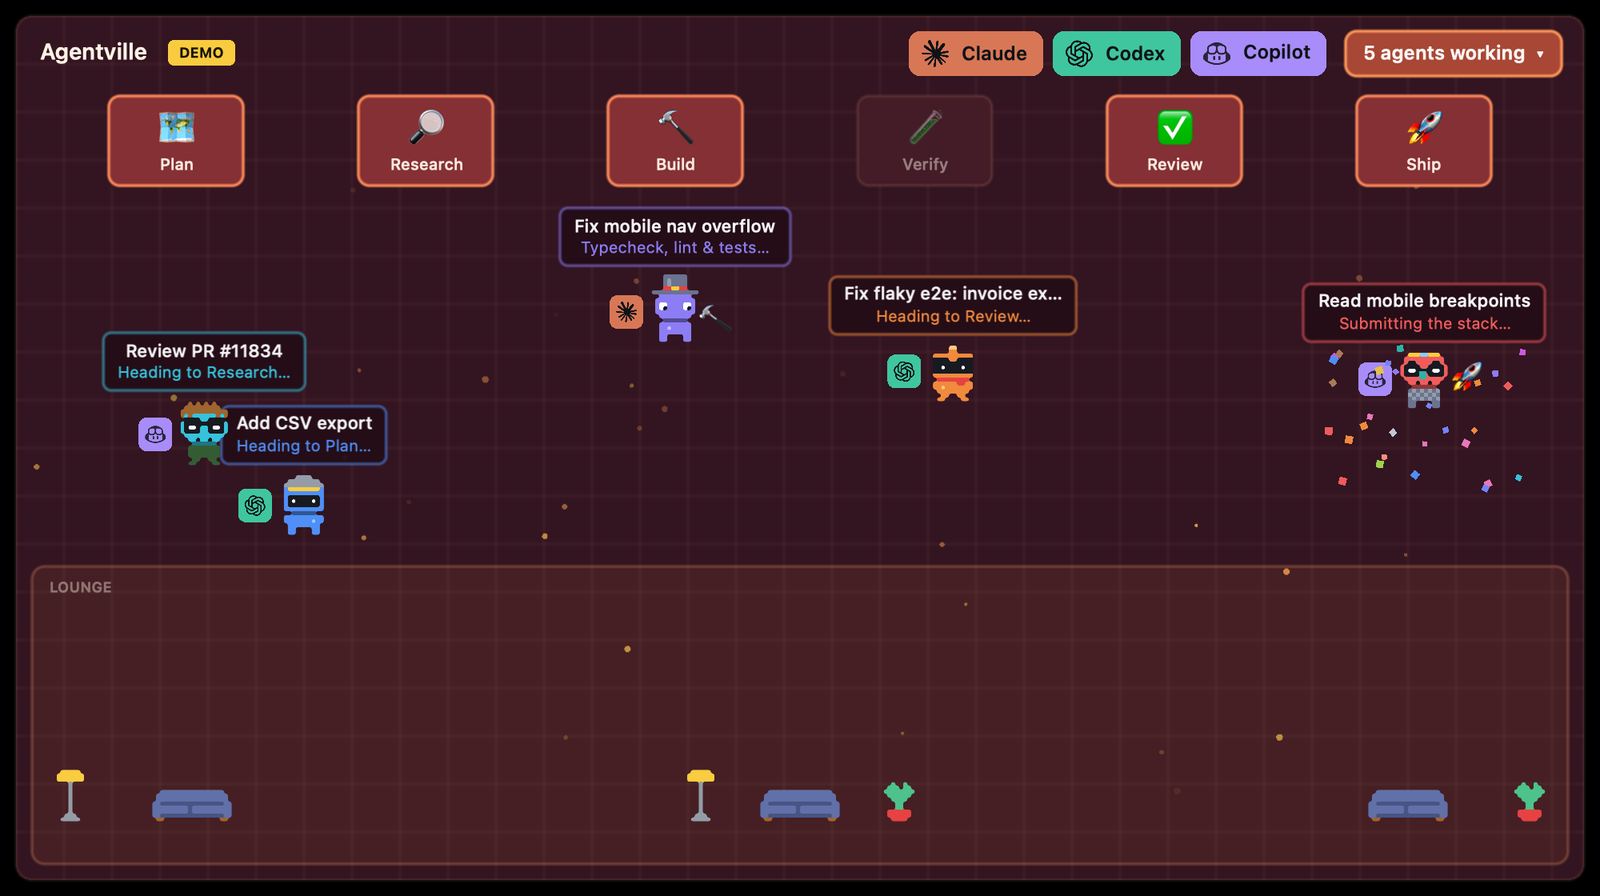 Agentville
DEMO
Claude
Codex
Copilot
5 agents working
Plan
Research
Build
Verify
Review
Ship
Fix mobile nav overflow
Typecheck, lint & tests...
Fix flaky e2e: invoice ex...
Heading to Review...
Read mobile breakpoints
Submitting the stack...
Review PR #11834
Heading to Research...
Add CSV export
Heading to Plan...
LOUNGE